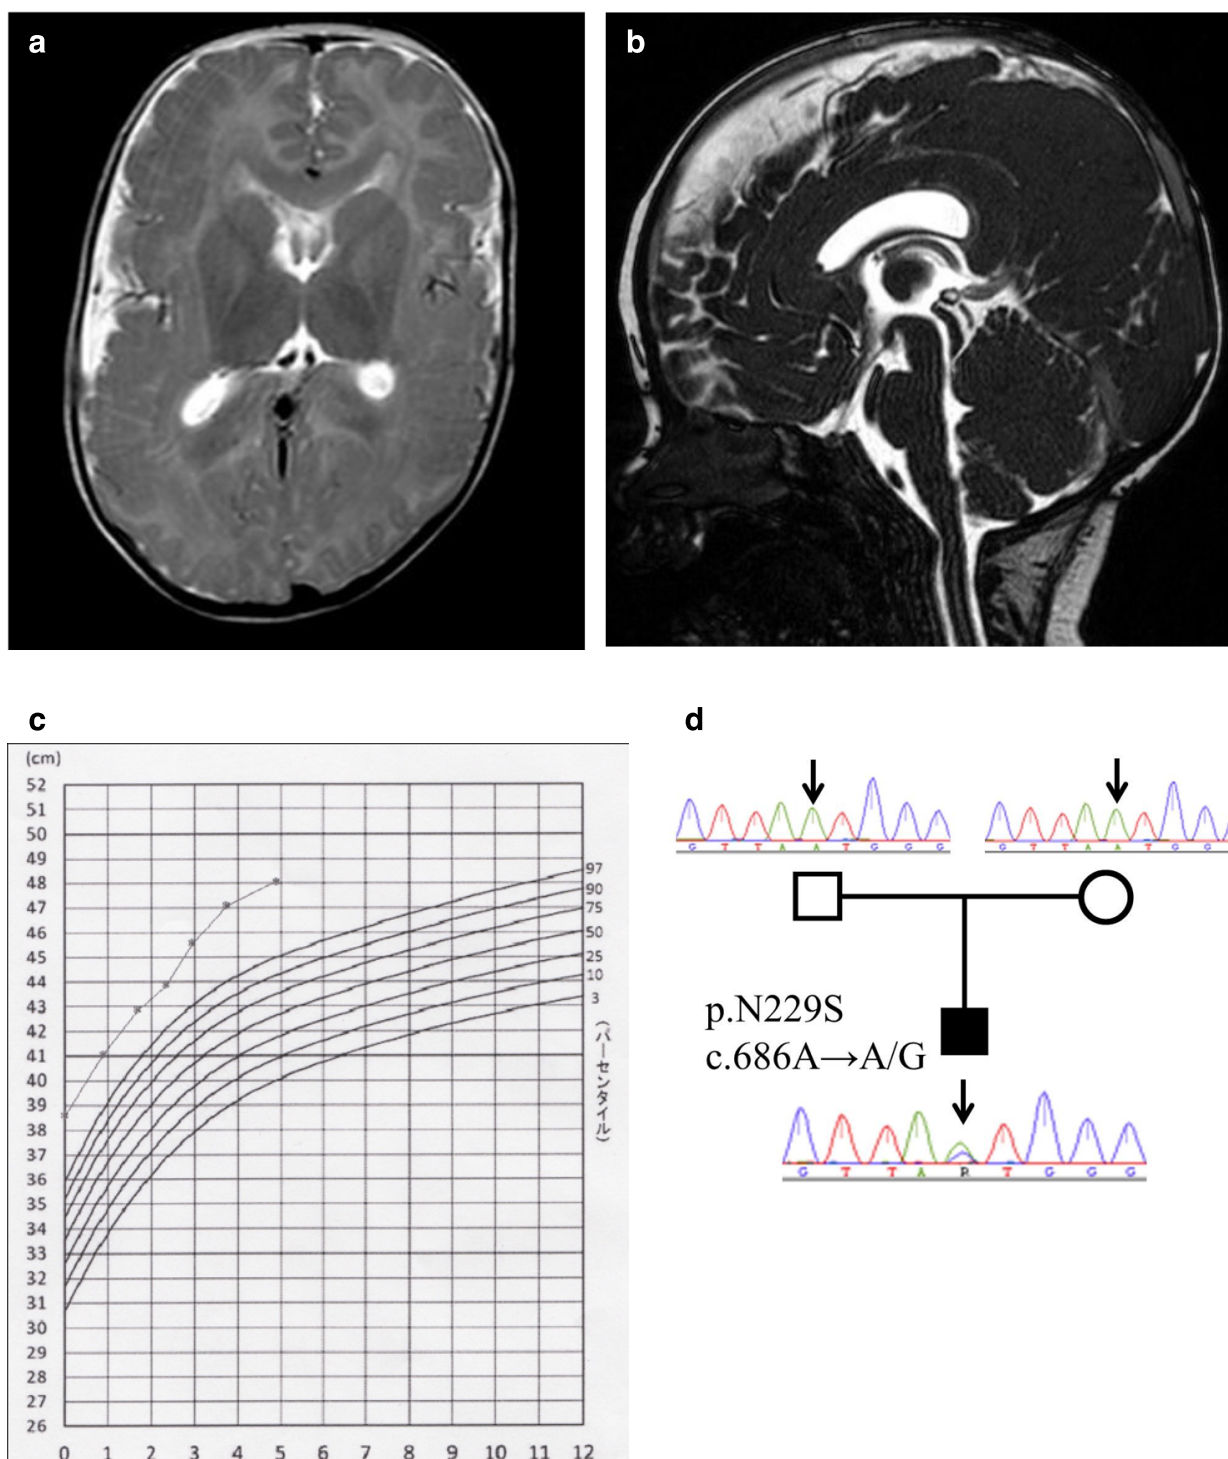 a
b
c
(cm)
52
51
50
49
48
47
46
45
44
43
42
41
40
39
38
37
36
35
34
33
32
31
30
29
28
27
26
97
90
75
50
25
10
3
(パーセンタイル)
0 1 2 3 4 5 6 7 8 9 10 11 12
d
G T T A A T G G G
G T T A A T G G
p.N229S
c.686A→A/G
G T T A R T G G G